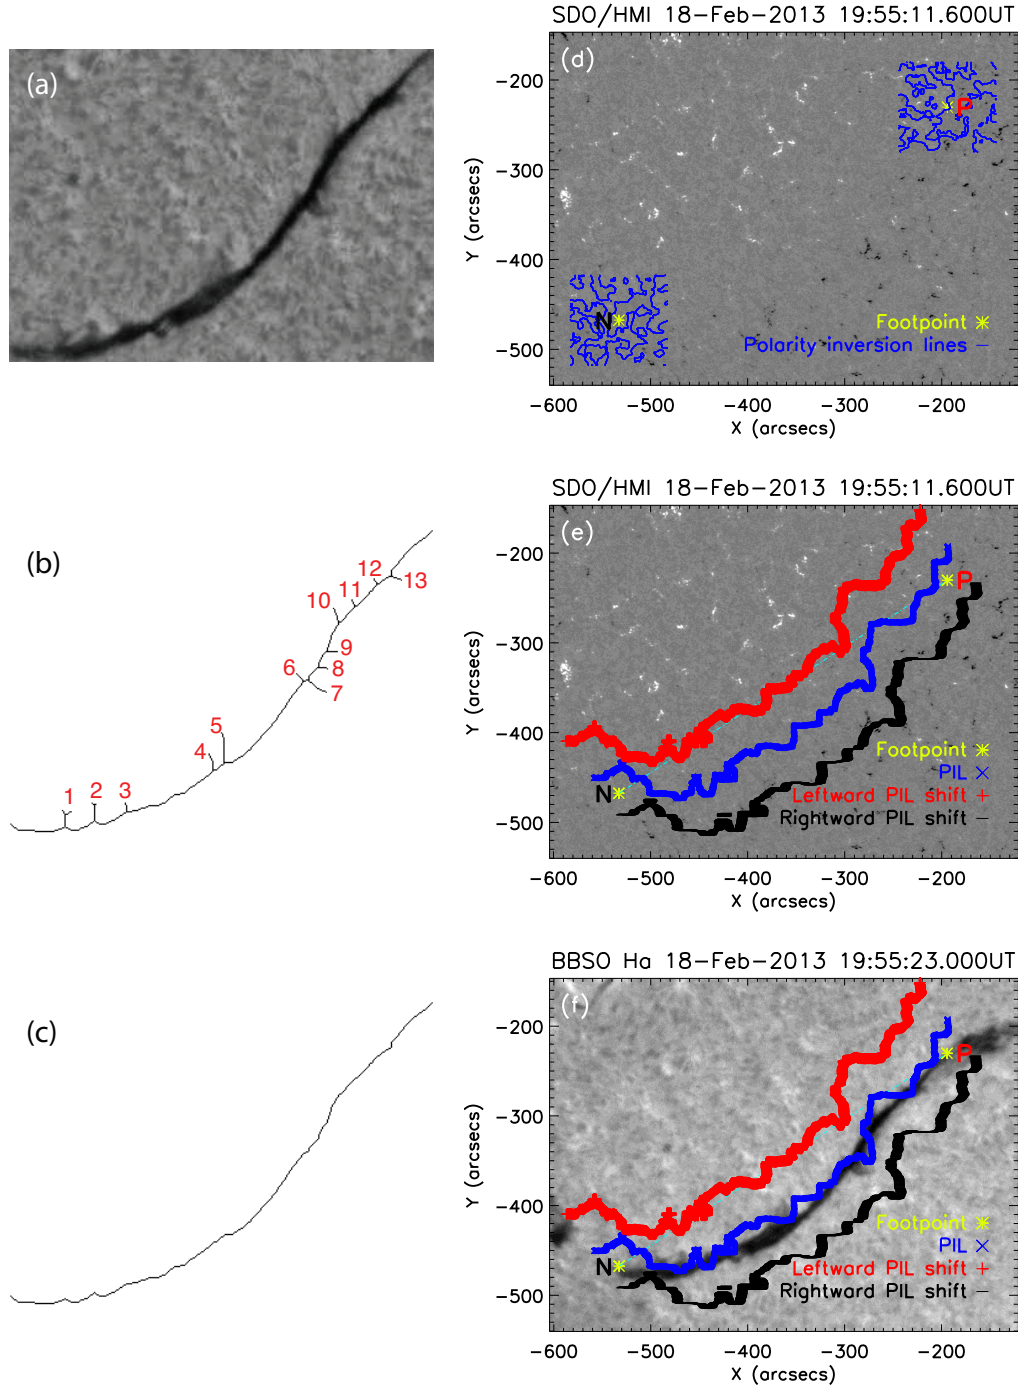 (a)
SDO/HMI 18-Feb-2013 19:55:11.600UT
(d)
P
N
Footpoint ✳
Polarity inversion lines —
-200
-300
-400
-500
Y (arcsecs)
-600 -500 -400 -300 -200
X (arcsecs)
(b)
1 2 3 4 5 6 7 8 9 10 11 12 13
SDO/HMI 18-Feb-2013 19:55:11.600UT
(e)
P
N
Footpoint ✳
PIL ×
Leftward PIL shift +
Rightward PIL shift —
-200
-300
-400
-500
Y (arcsecs)
-600 -500 -400 -300 -200
X (arcsecs)
(c)
BBSO Ha 18-Feb-2013 19:55:23.000UT
(f)
P
N
Footpoint ✳
PIL ×
Leftward PIL shift +
Rightward PIL shift —
-200
-300
-400
-500
Y (arcsecs)
-600 -500 -400 -300 -200
X (arcsecs)